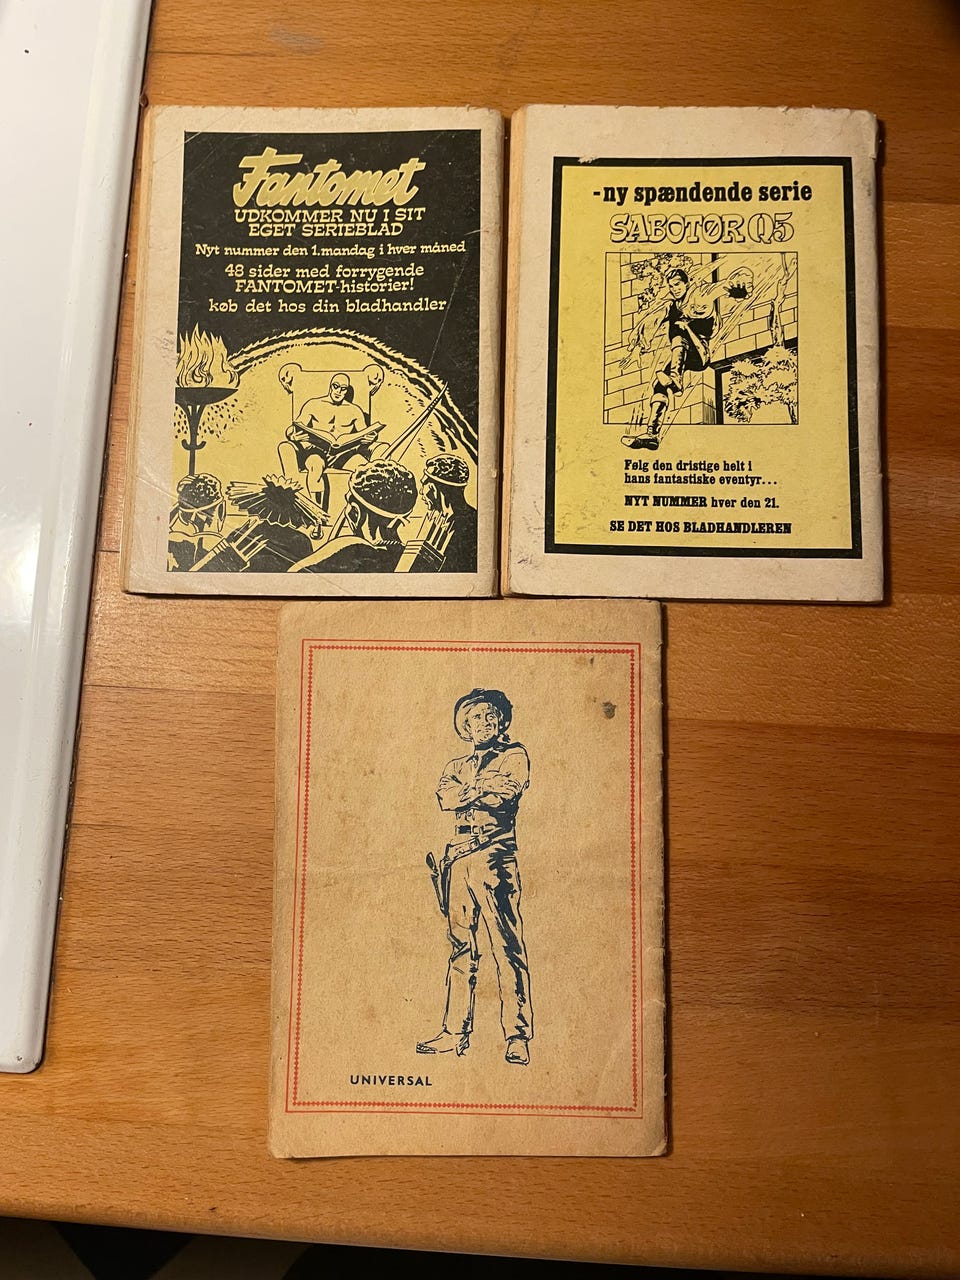 Fantomet
UDKOMMER NU I SIT
EGET SERIEBLAD
Nyt nummer den 1. mandag i hver måned
48 sider med forrygende
FANTOMET-historier!
køb det hos din bladhandler
-ny spændende serie
SABOTØR Q5
Følg den dristige helt i
hans fantastiske eventyr...
NYT NUMMER hver den 21.
SE DET HOS BLADHANDLEREN
UNIVERSAL